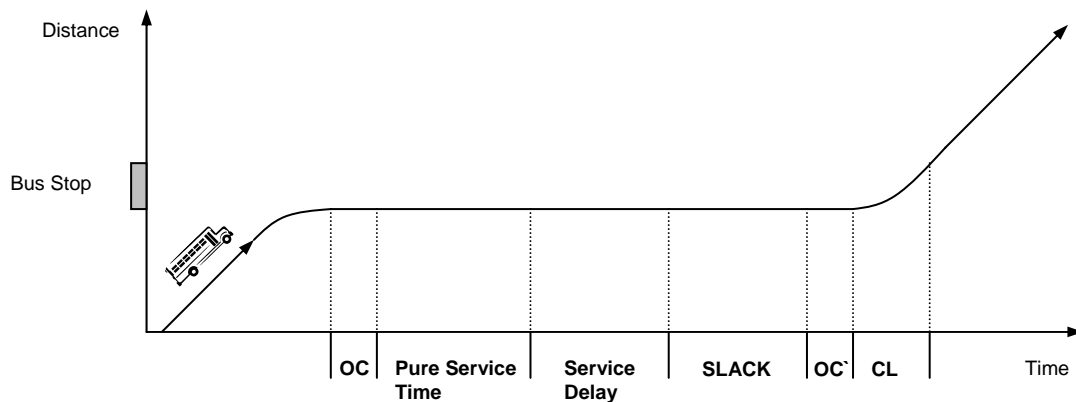 Distance
Bus Stop
OC
Pure Service
Time
Service
Delay
SLACK
OC`
CL
Time